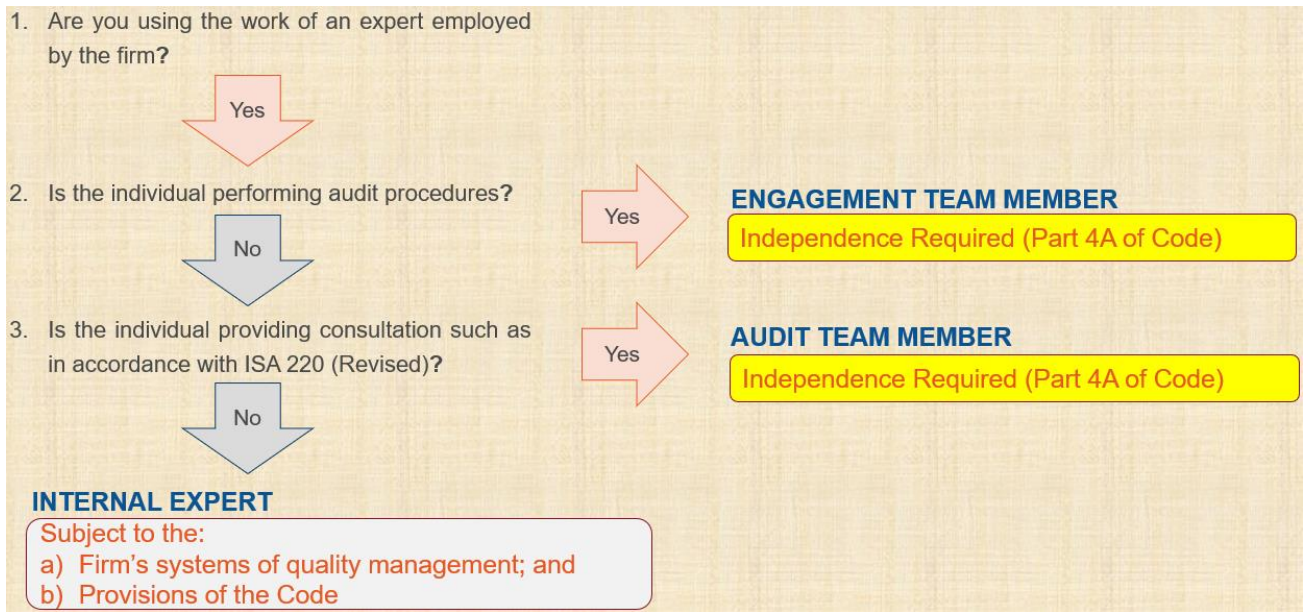 1. Are you using the work of an expert employed
by the firm?
Yes
2. Is the individual performing audit procedures?
Yes
ENGAGEMENT TEAM MEMBER
Independence Required (Part 4A of Code)
No
3. Is the individual providing consultation such as
in accordance with ISA 220 (Revised)?
Yes
AUDIT TEAM MEMBER
Independence Required (Part 4A of Code)
No
INTERNAL EXPERT
Subject to the:
a) Firm's systems of quality management; and
b) Provisions of the Code